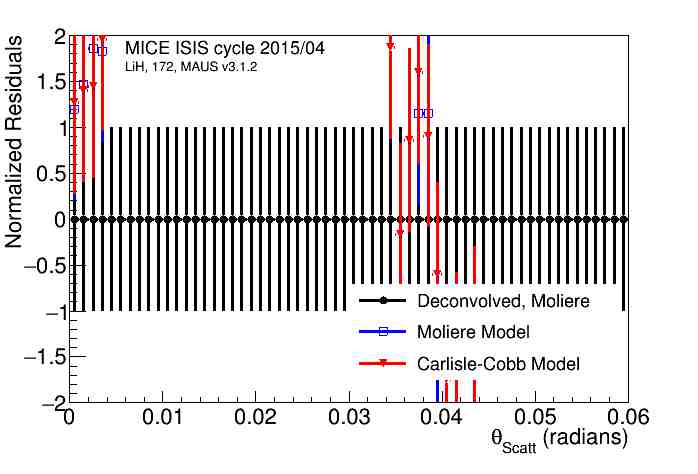 MICE ISIS cycle 2015/04
LiH, 172, MAUS v3.1.2
Normalized Residuals
2
1.5
1
0.5
0
−0.5
−1
−1.5
−2
Deconvolved, Moliere
Moliere Model
Carlisle-Cobb Model
0 0.01 0.02 0.03 0.04 0.05 0.06
θScatt (radians)